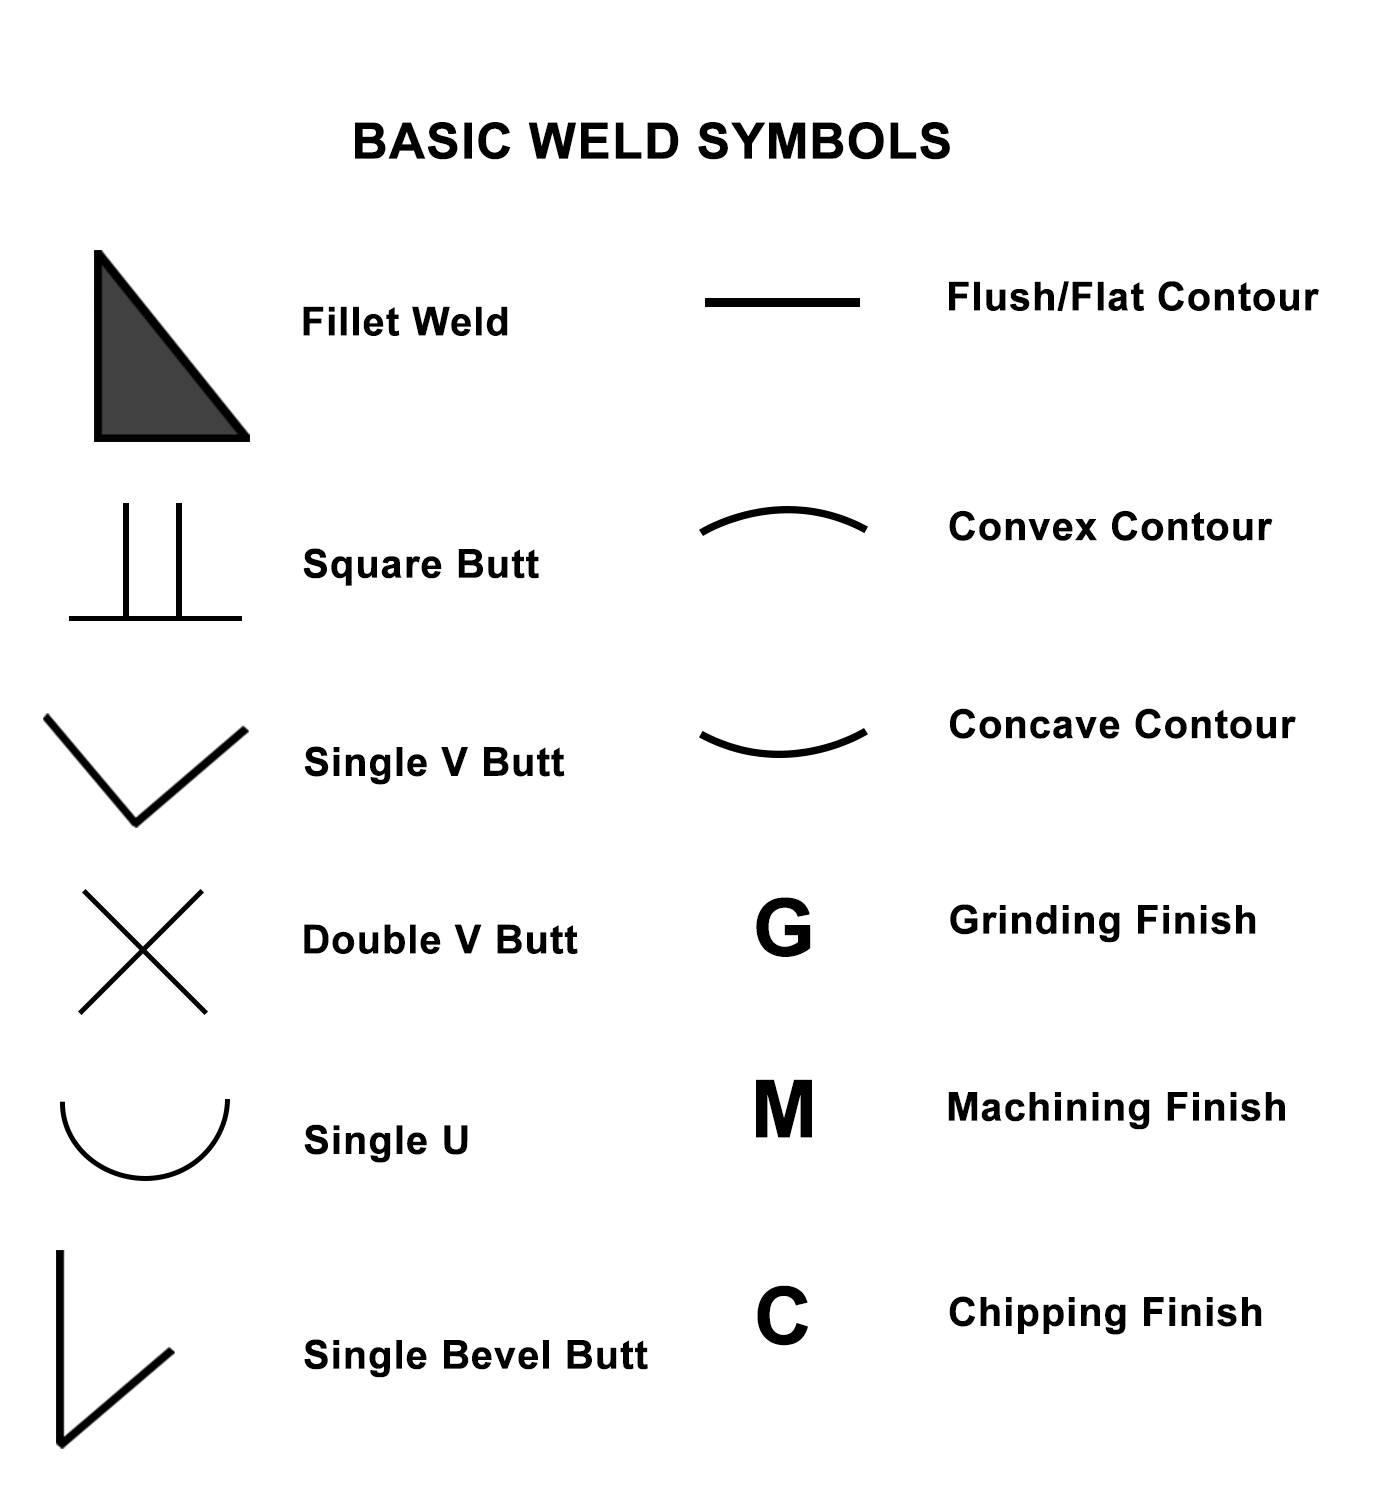 BASIC WELD SYMBOLS
Fillet Weld
Flush/Flat Contour
Square Butt
Convex Contour
Single V Butt
Concave Contour
Double V Butt
G
Grinding Finish
Single U
M
Machining Finish
Single Bevel Butt
C
Chipping Finish